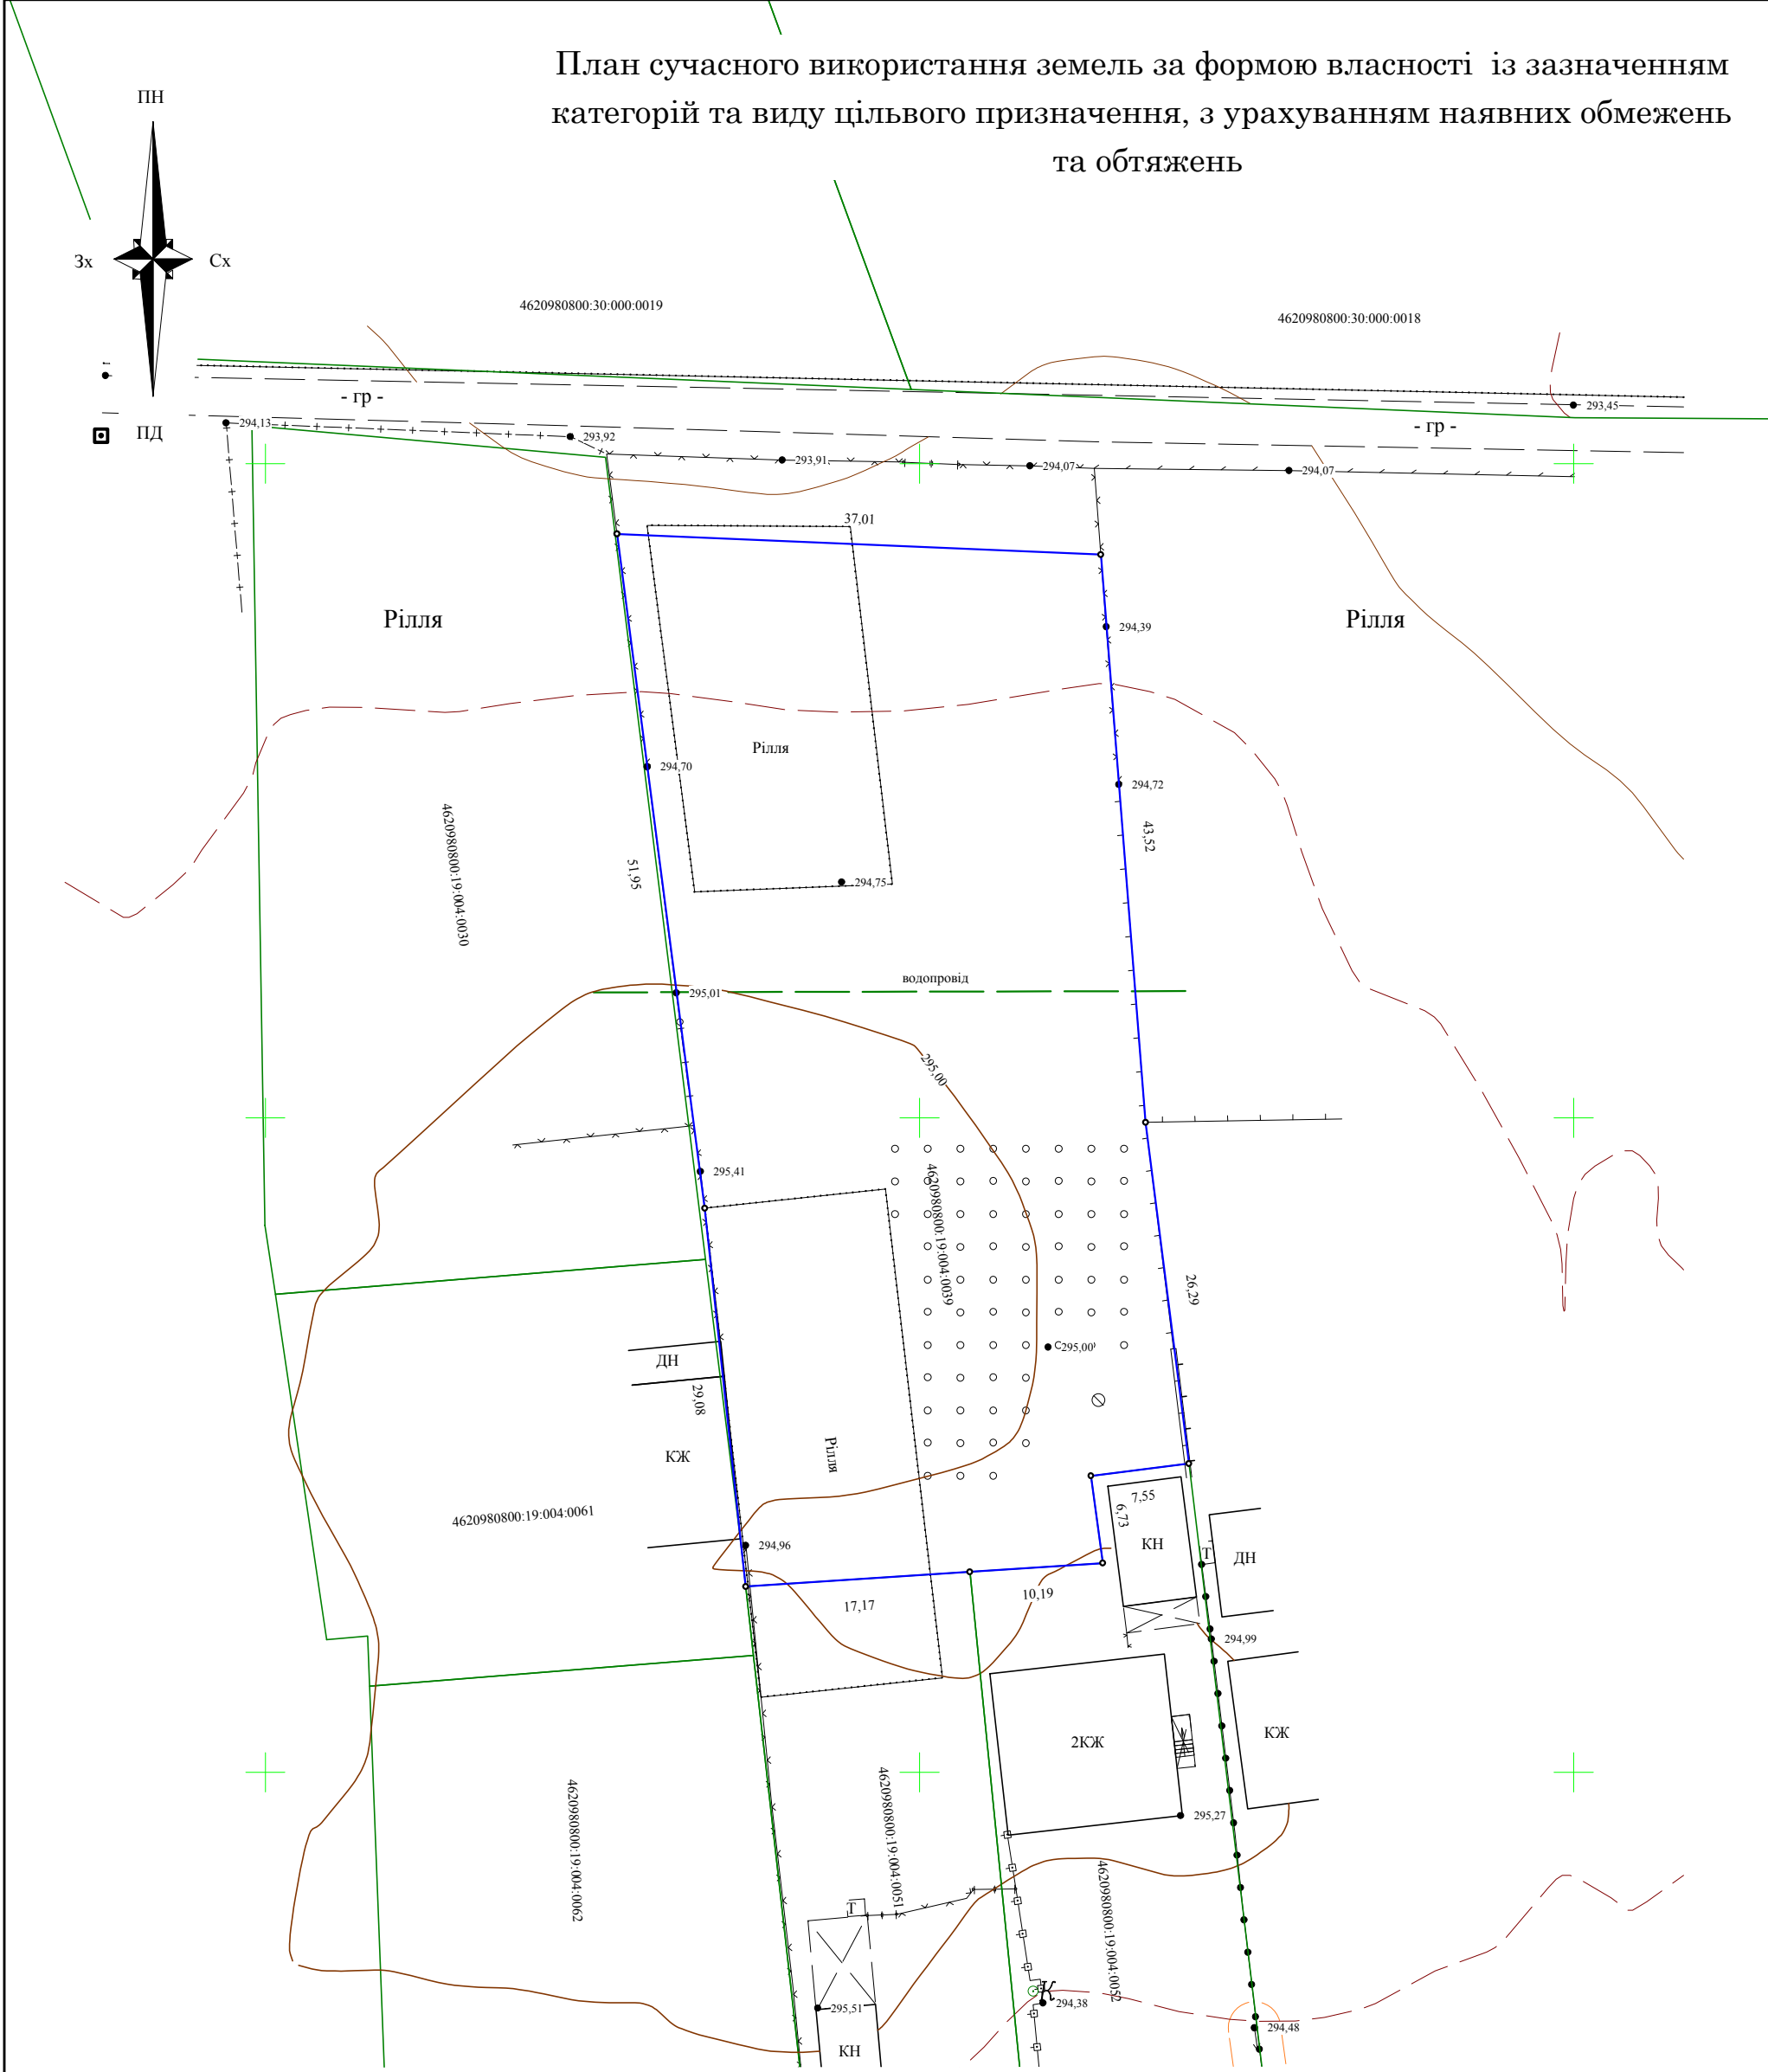 План сучасного використання земель за формою власності із зазначенням
категорій та виду цільвого призначення, з урахуванням наявних обмежень
та обтяжень
ПН
Зх
Сх
ПД
4620980800:30:000:0019
4620980800:30:000:0018
- гр -
293,45
- гр -
294,13
293,92
293,91
294,07
294,07
37,01
Рілля
Рілля
294,39
Рілля
294,70
294,72
43,52
4620980800:19:004:0030
51,95
294,75
водопровід
295,01
295,00
295,41
4620980800:19:004:0039
26,29
295,00
ДН
29,08
КЖ
Рілля
7,55
6,73
4620980800:19:004:0061
294,96
КН
Т
ДН
10,19
17,17
294,99
2КЖ
КЖ
295,27
4620980800:19:004:0062
4620980800:19:004:0051
4620980800:19:004:0052
Т
К
294,38
295,51
294,48
КН